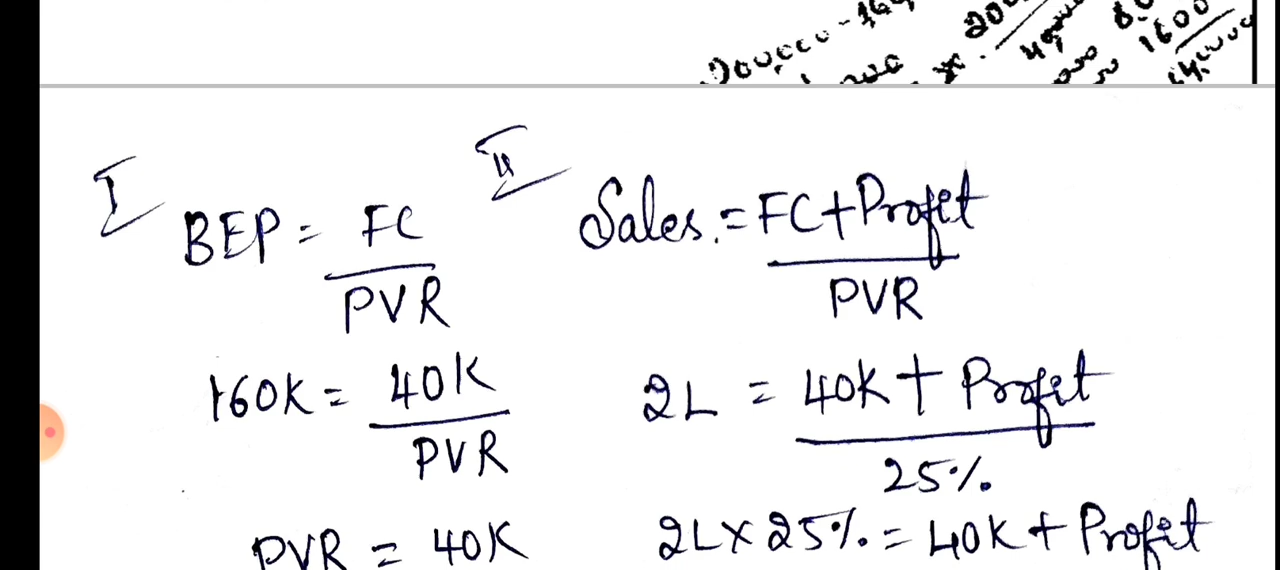 I
BEP = FC
PVR
160K = 40K
PVR
PVR = 40K
II
Sales = FC + Profit
PVR
2L = 40K + Profit
25%
2L X 25% = 40K + Profit